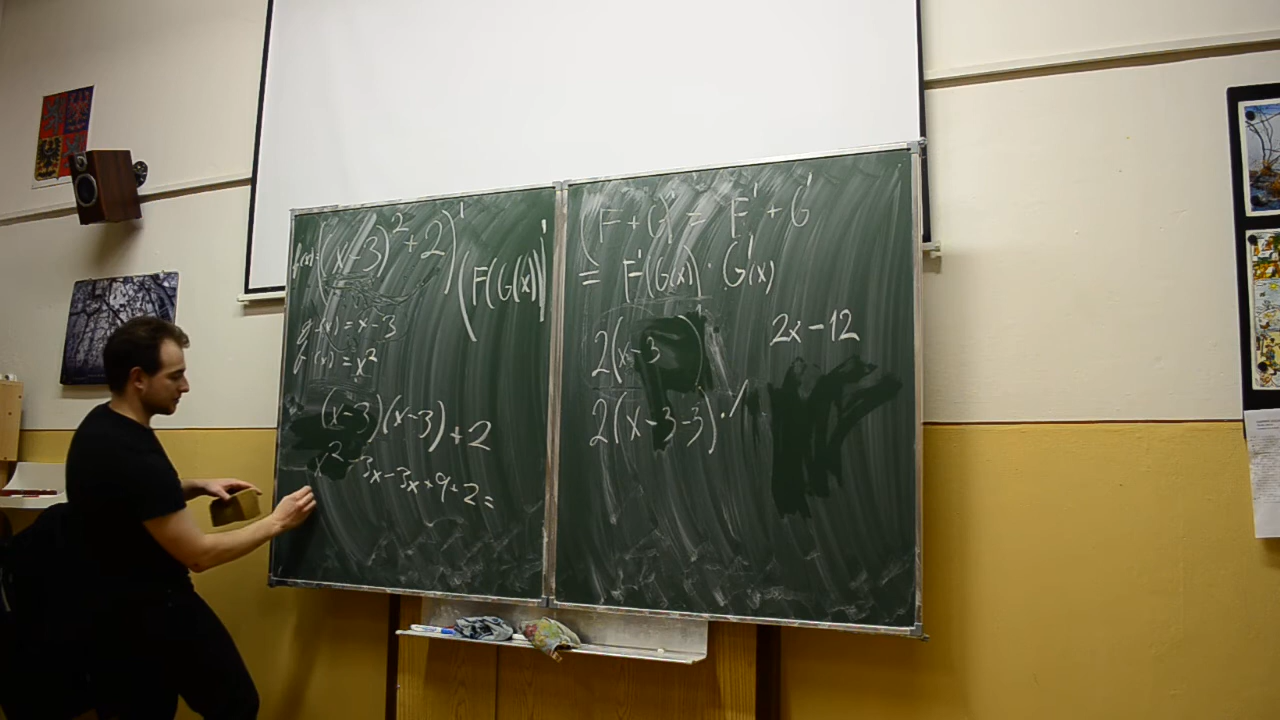 f(x): ((x-3)²+2)'
(F(G(x))'
g(x) = x-3
f(x) = x²
(x-3)(x-3)+2
x²-3x-3x+9+2=
(F+G)' = F'+G'
= F'(G(x))·G'(x)
2(x-3 )
2x-12
2(x-3-3)·1